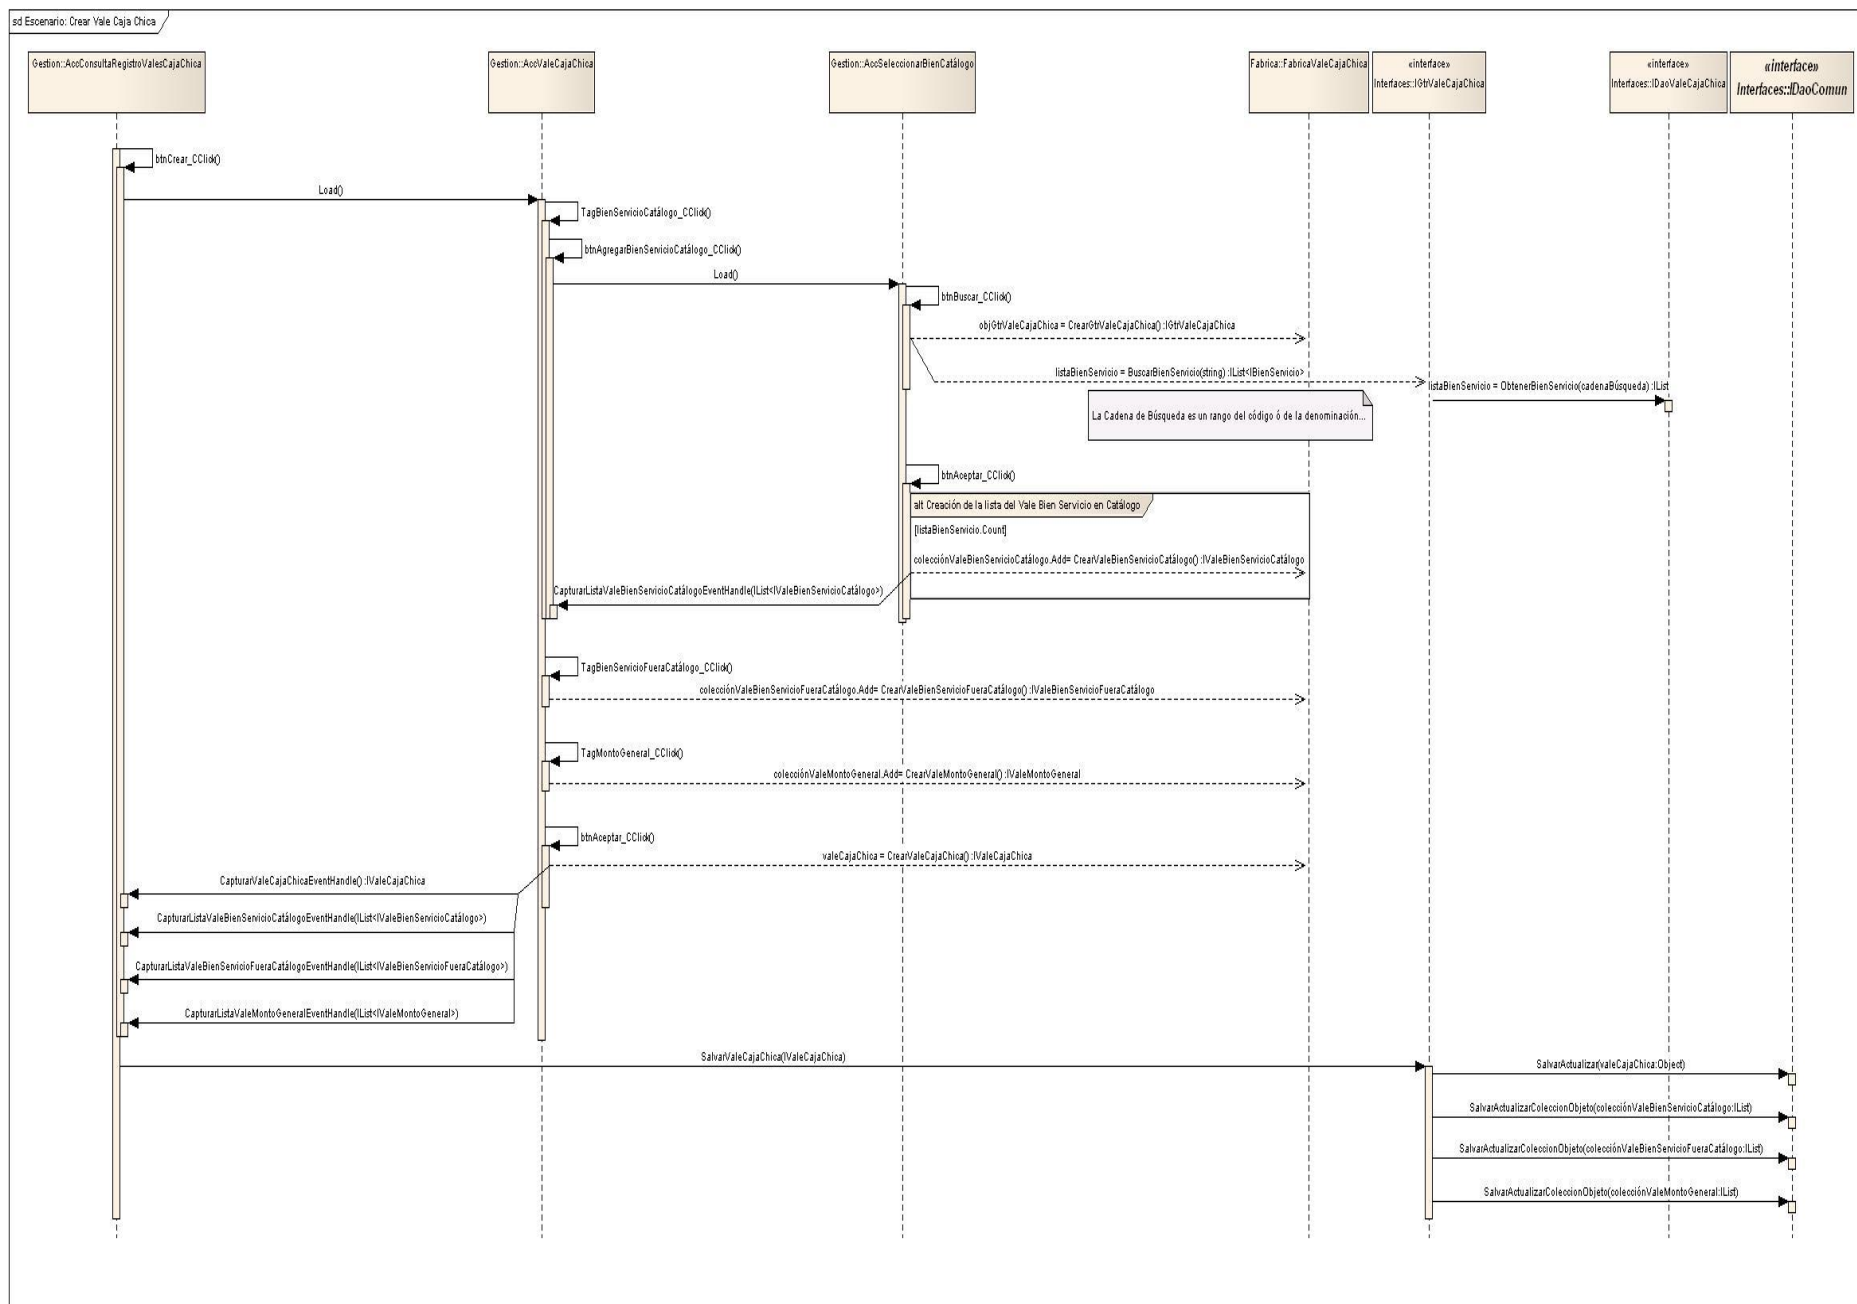 sd Escenario: Crear Vale Caja Chica
Gestion::AccConsultaRegistroValesCajaChica
Gestion::AccValeCajaChica
Gestion::AccSeleccionarBienCatálogo
Fabrica::FabricaValeCajaChica
«interface»
Interfaces::IGtrValeCajaChica
«interface»
Interfaces::IDaoValeCajaChica
«interface»
Interfaces::IDaoComun
btnCrear_CClick()
Load()
TagBienServicioCatálogo_CClick()
btnAgregarBienServicioCatálogo_CClick()
Load()
btnBuscar_CClick()
objGtrValeCajaChica = CrearGtrValeCajaChica() :IGtrValeCajaChica
listaBienServicio = BuscarBienServicio(string) :IList<IBienServicio>
listaBienServicio = ObtenerBienServicio(cadenaBúsqueda) :IList
La Cadena de Búsqueda es un rango del código ó de la denominación...
btnAceptar_CClick()
alt Creación de la lista del Vale Bien Servicio en Catálogo
[listaBienServicio.Count]
colecciónValeBienServicioCatálogo.Add= CrearValeBienServicioCatálogo() :IValeBienServicioCatálogo
CapturarListaValeBienServicioCatálogoEventHandle(IList<IValeBienServicioCatálogo>)
TagBienServicioFueraCatálogo_CClick()
colecciónValeBienServicioFueraCatálogo.Add= CrearValeBienServicioFueraCatálogo() :IValeBienServicioFueraCatálogo
TagMontoGeneral_CClick()
colecciónValeMontoGeneral.Add= CrearValeMontoGeneral() :IValeMontoGeneral
btnAceptar_CClick()
valeCajaChica = CrearValeCajaChica() :IValeCajaChica
CapturarValeCajaChicaEventHandle() :IValeCajaChica
CapturarListaValeBienServicioCatálogoEventHandle(IList<IValeBienServicioCatálogo>)
CapturarListaValeBienServicioFueraCatálogoEventHandle(IList<IValeBienServicioFueraCatálogo>)
CapturarListaValeMontoGeneralEventHandle(IList<IValeMontoGeneral>)
SalvarValeCajaChica(IValeCajaChica)
SalvarActualizar(valeCajaChica:Object)
SalvarActualizarColeccionObjeto(colecciónValeBienServicioCatálogo:IList)
SalvarActualizarColeccionObjeto(colecciónValeBienServicioFueraCatálogo:IList)
SalvarActualizarColeccionObjeto(colecciónValeMontoGeneral:IList)